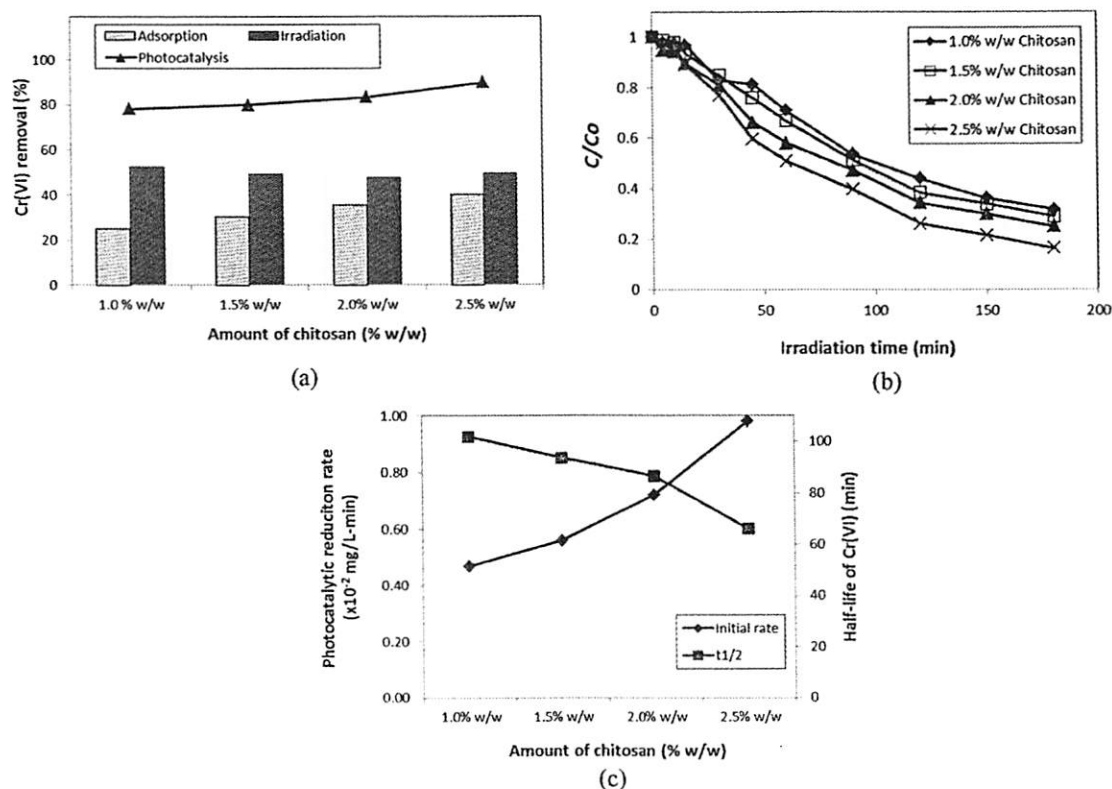 Adsorption Irradiation
Photocatalysis
100
80
60
40
20
0
Cr(VI) removal (%)
1.0 % w/w 1.5% w/w 2.0% w/w 2.5% w/w
Amount of chitosan (% w/w)
(a)
1
0.8
0.6
0.4
0.2
0
C/Co
1.0% w/w Chitosan
1.5% w/w Chitosan
2.0% w/w Chitosan
2.5% w/w Chitosan
0 50 100 150 200
Irradiation time (min)
(b)
1.00
0.80
0.60
0.40
0.20
0.00
Photocatalytic reduciton rate
(x10⁻² mg/L-min)
100
80
60
40
20
0
Half-life of Cr(VI) (min)
Initial rate
t1/2
1.0% w/w 1.5% w/w 2.0% w/w 2.5% w/w
Amount of chitosan (% w/w)
(c)